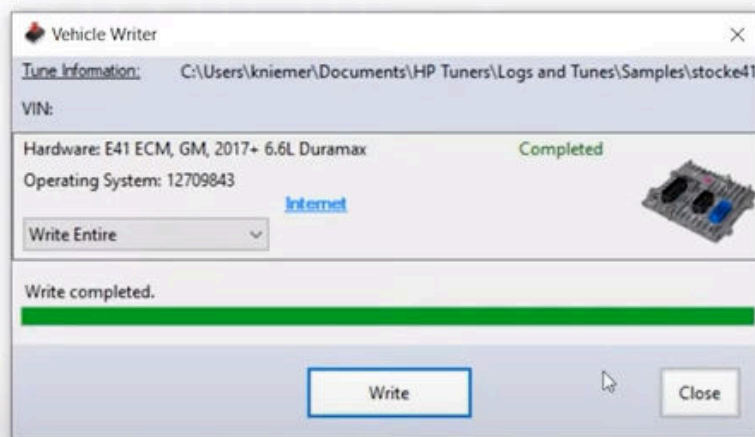 Vehicle Writer
Tune Information: C:\Users\kniemer\Documents\HP Tuners\Logs and Tunes\Samples\stocke41
VIN:
Hardware: E41 ECM, GM, 2017+ 6.6L Duramax Completed
Operating System: 12709843
Internet
Write Entire
Write completed.
Write Close